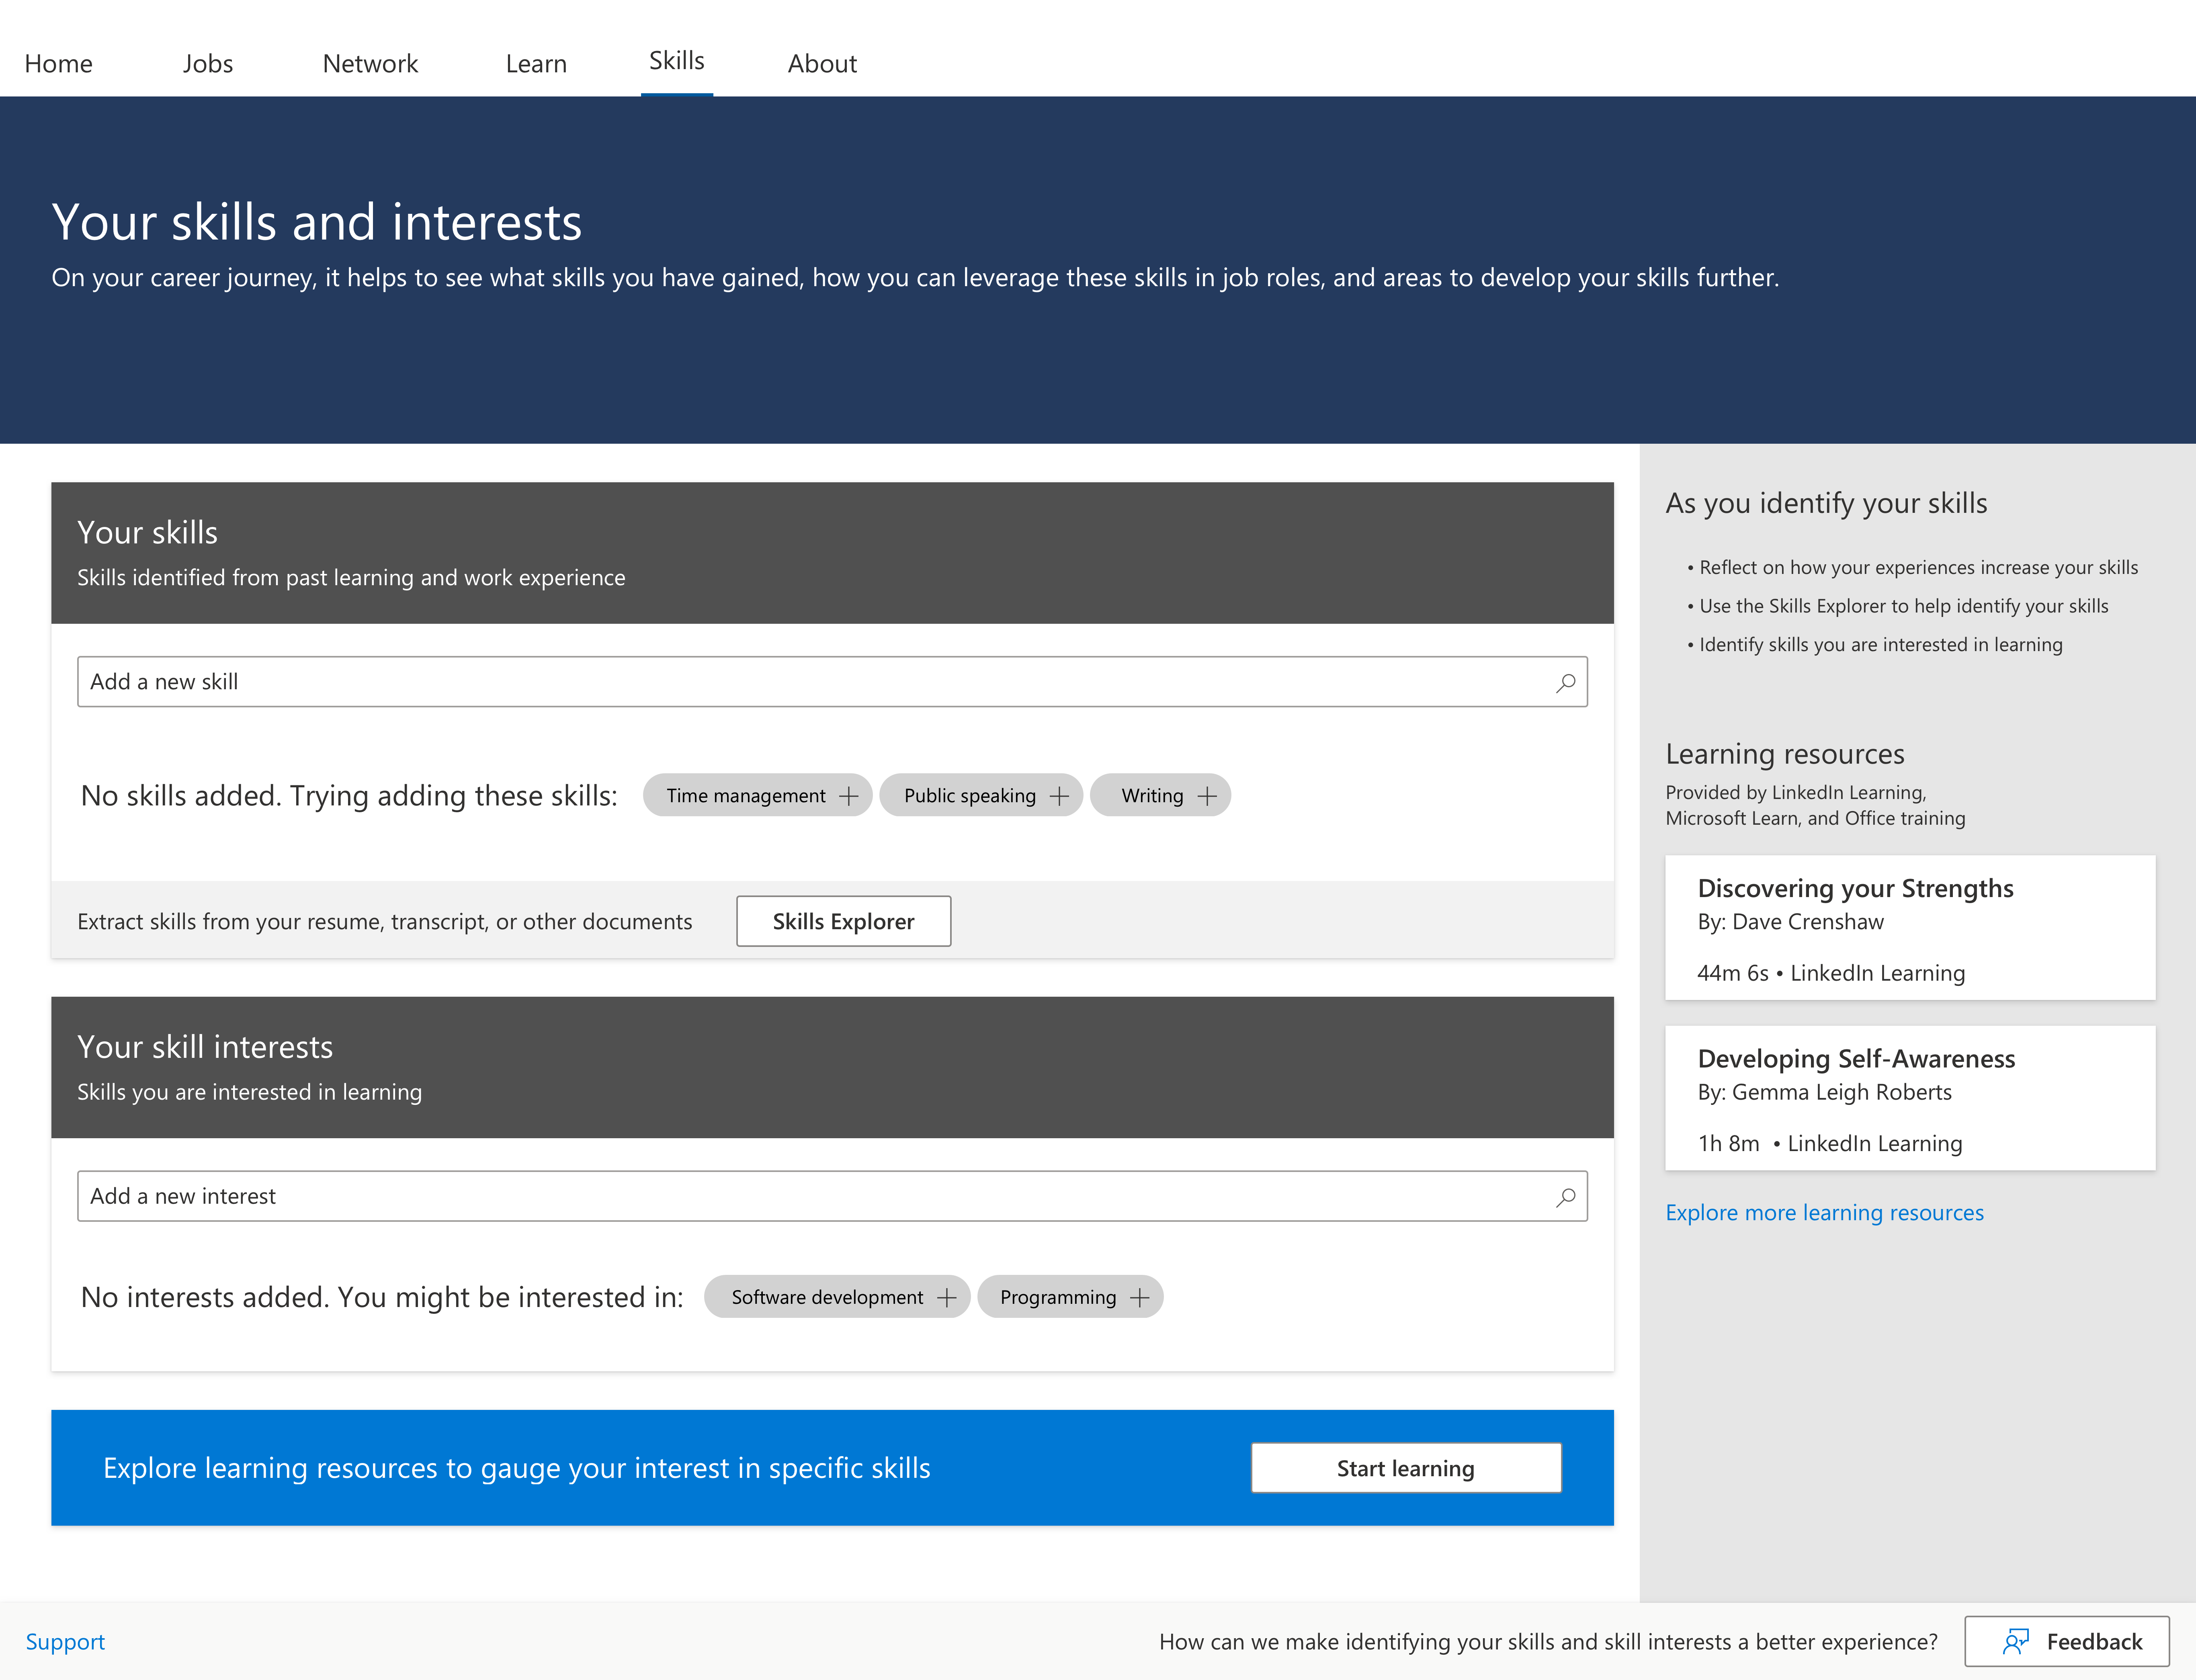 Home Jobs Network Learn Skills About
Your skills and interests
On your career journey, it helps to see what skills you have gained, how you can leverage these skills in job roles, and areas to develop your skills further.
Your skills
Skills identified from past learning and work experience
Add a new skill
No skills added. Trying adding these skills: Time management Public speaking Writing
Extract skills from your resume, transcript, or other documents Skills Explorer
Your skill interests
Skills you are interested in learning
Add a new interest
No interests added. You might be interested in: Software development Programming
Explore learning resources to gauge your interest in specific skills Start learning
As you identify your skills
• Reflect on how your experiences increase your skills
• Use the Skills Explorer to help identify your skills
• Identify skills you are interested in learning
Learning resources
Provided by LinkedIn Learning,
Microsoft Learn, and Office training
Discovering your Strengths
By: Dave Crenshaw
44m 6s • LinkedIn Learning
Developing Self-Awareness
By: Gemma Leigh Roberts
1h 8m • LinkedIn Learning
Explore more learning resources
Support How can we make identifying your skills and skill interests a better experience? Feedback